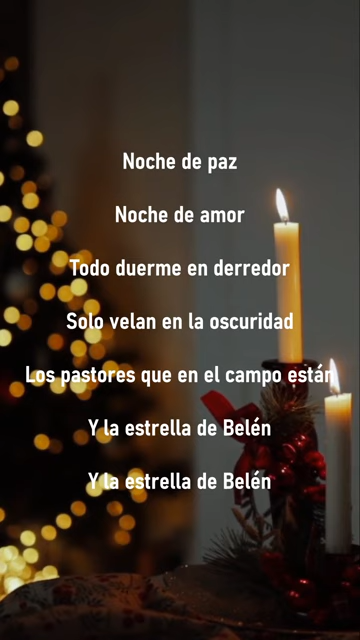 Noche de paz
Noche de amor
Todo duerme en derredor
Solo velan en la oscuridad
Los pastores que en el campo están
Y la estrella de Belén
Y la estrella de Belén